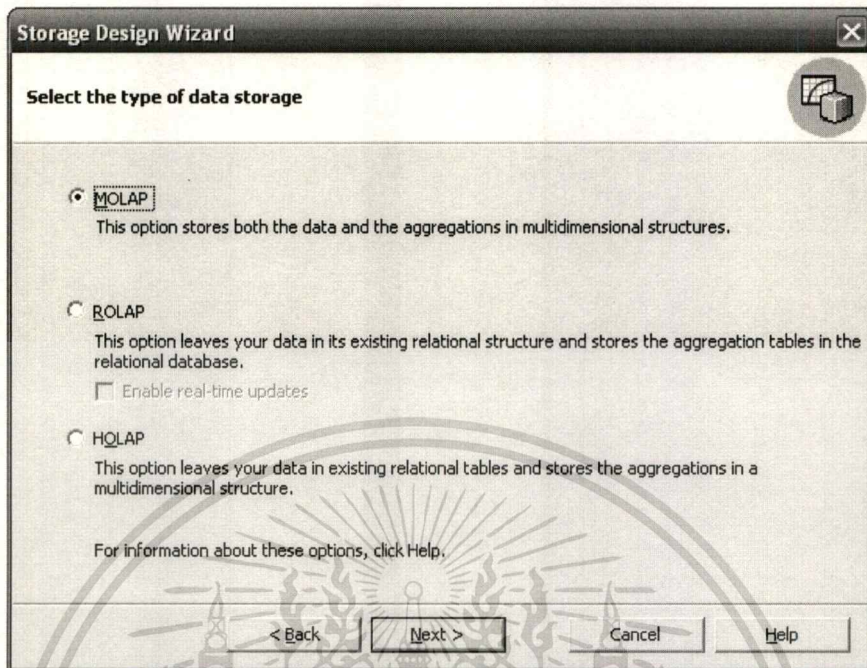 Storage Design Wizard
Select the type of data storage
MOLAP
This option stores both the data and the aggregations in multidimensional structures.
ROLAP
This option leaves your data in its existing relational structure and stores the aggregation tables in the
relational database.
Enable real-time updates
HOLAP
This option leaves your data in existing relational tables and stores the aggregations in a
multidimensional structure.
For information about these options, click Help.
< Back
Next >
Cancel
Help